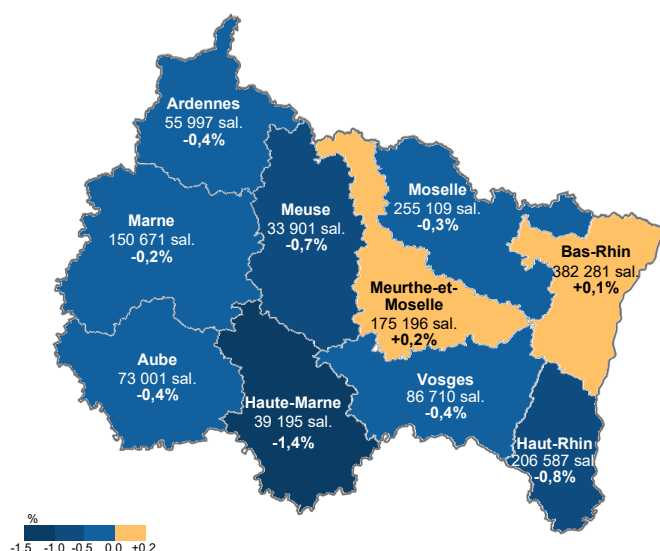 Ardennes
55 997 sal.
-0,4%
Marne
150 671 sal.
-0,2%
Meuse
33 901 sal.
-0,7%
Moselle
255 109 sal.
-0,3%
Bas-Rhin
382 281 sal.
+0,1%
Meurthe-et-
Moselle
175 196 sal.
+0,2%
Aube
73 001 sal.
-0,4%
Haute-Marne
39 195 sal.
-1,4%
Vosges
86 710 sal.
-0,4%
Haut-Rhin
206 587 sal.
-0,8%
%
-1.5 -1.0 -0.5 0.0 +0.2